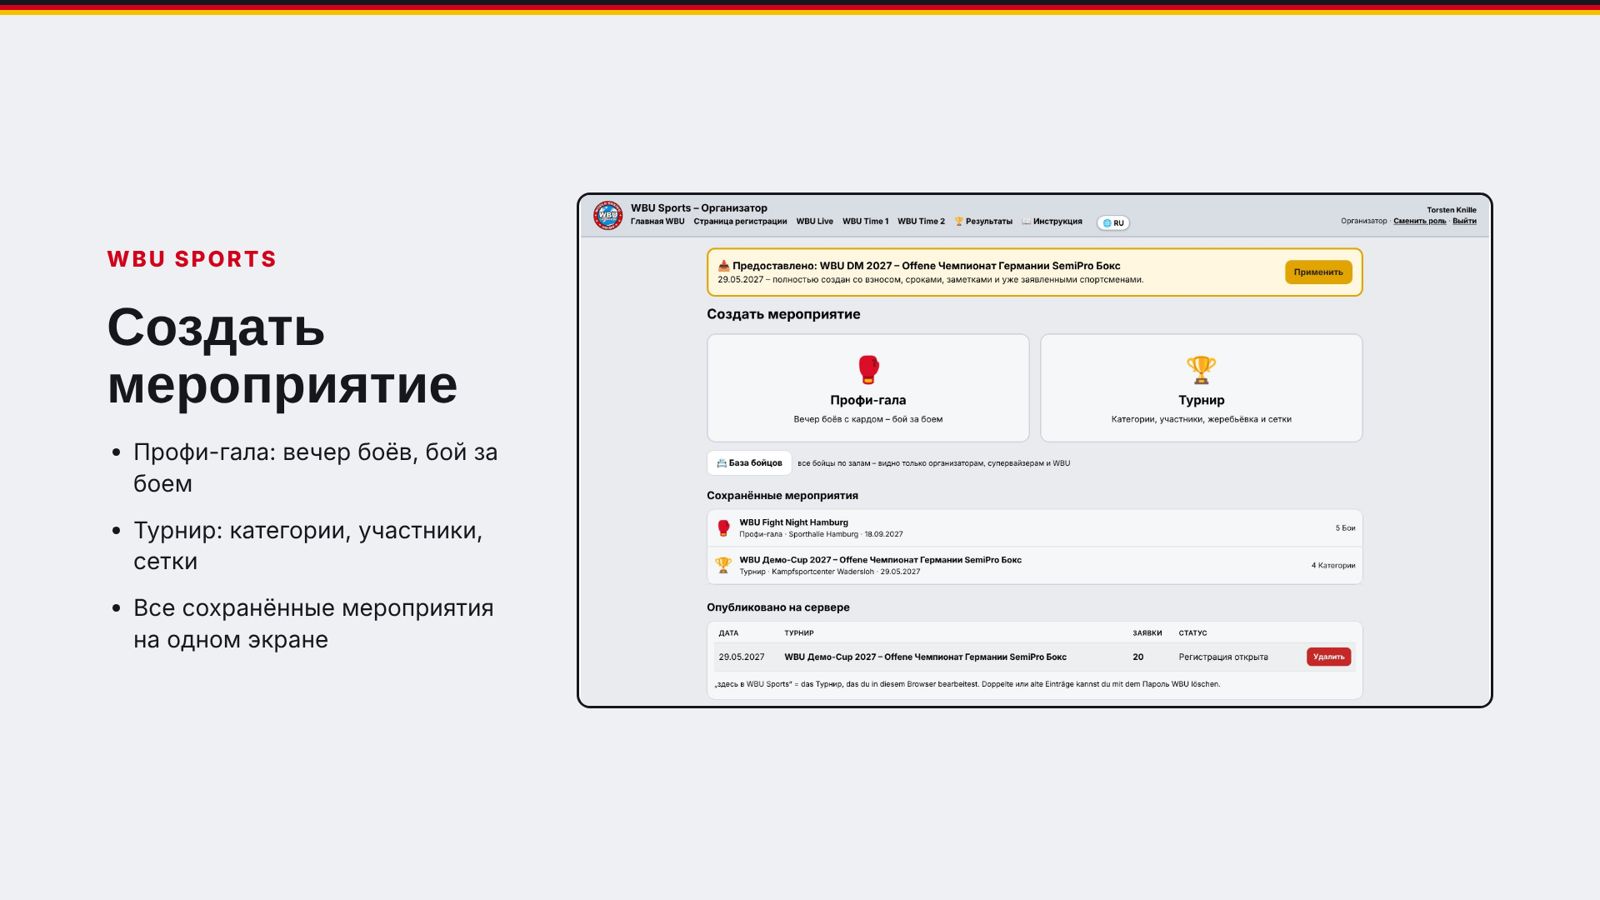 WBU SPORTS
Создать
мероприятие
• Профи-гала: вечер боёв, бой за
боем
• Турнир: категории, участники,
сетки
• Все сохранённые мероприятия
на одном экране
WBU
WBU Sports – Организатор
Главная WBU Страница регистрации WBU Live WBU Time 1 WBU Time 2 🏆 Результаты 📖 Инструкция 🌐 RU
Torsten Knille
Организатор · Сменить роль · Выйти
📥 Предоставлено: WBU DM 2027 – Offene Чемпионат Германии SemiPro Бокс
29.05.2027 – полностью создан со взносом, сроками, заметками и уже заявленными спортсменами.
Применить
Создать мероприятие
Профи-гала
Вечер боёв с кардом – бой за боем
Турнир
Категории, участники, жеребьёвка и сетки
📇 База бойцов все бойцы по залам – видно только организаторам, супервайзерам и WBU
Сохранённые мероприятия
WBU Fight Night Hamburg
Профи-гала · Sporthalle Hamburg · 18.09.2027
5 Бои
WBU Демо-Cup 2027 – Offene Чемпионат Германии SemiPro Бокс
Турнир · Kampfsportcenter Wadersloh · 29.05.2027
4 Категории
Опубликовано на сервере
ДАТА ТУРНИР ЗАЯВКИ СТАТУС
29.05.2027 WBU Демо-Cup 2027 – Offene Чемпионат Германии SemiPro Бокс 20 Регистрация открыта Удалить
„здесь в WBU Sports“ = das Турнир, das du in diesem Browser bearbeitest. Doppelte или alte Einträge kannst du mit dem Пароль WBU löschen.